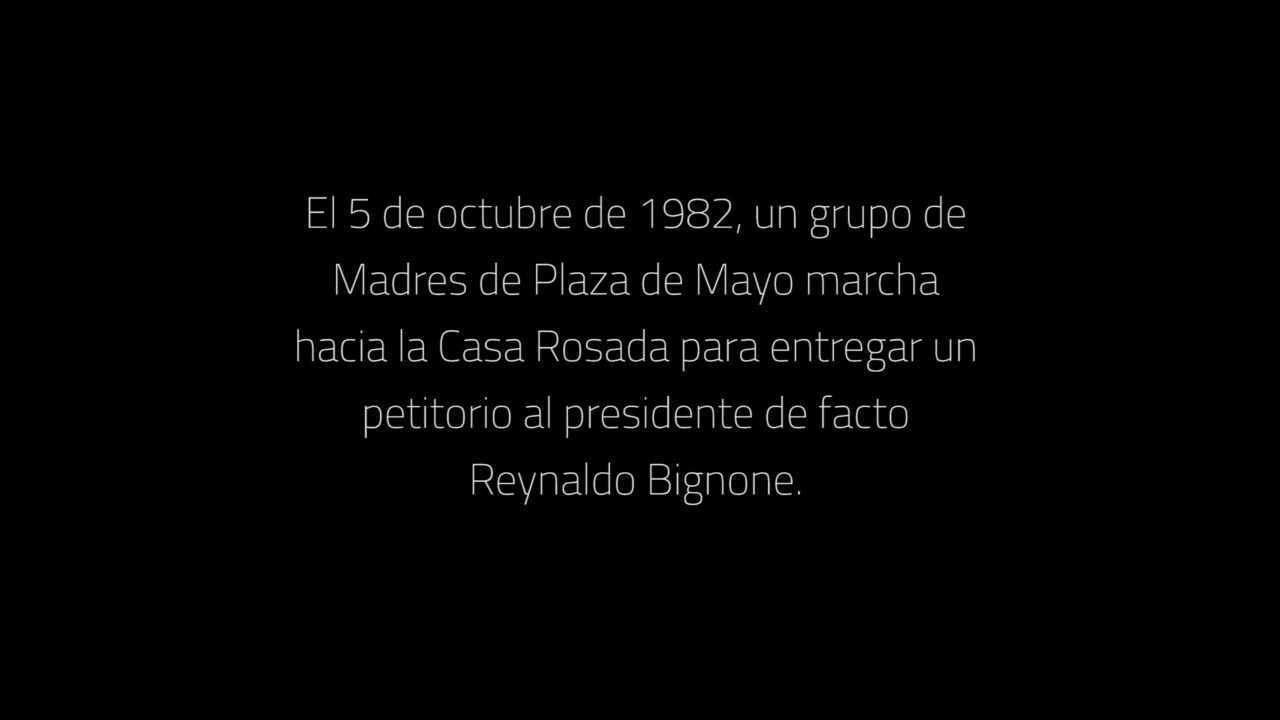 El 5 de octubre de 1982, un grupo de
Madres de Plaza de Mayo marcha
hacia la Casa Rosada para entregar un
petitorio al presidente de facto
Reynaldo Bignone.